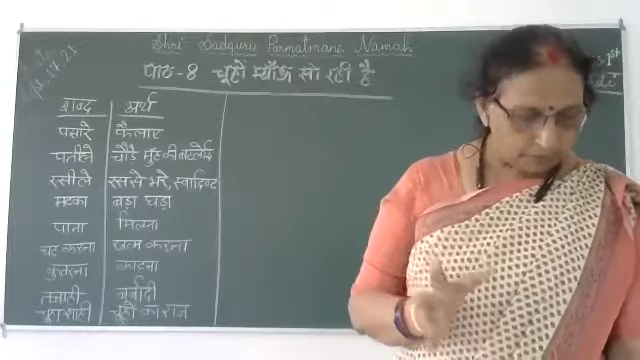 Shri Sadguru Parmatmane Namah
पाठ-8 चूहो म्याऊँ सो रही है
शब्द अर्थ
पसारे फैलाए
पतीले चौड़े मुँह की बटलोई
रसीले रस से भरे, स्वादिष्ट
मटका बड़ा घड़ा
पाना मिलना
चट करना खत्म करना
कुतरना काटना
तबाही बर्बादी
चूहा शाही चूहों का राज